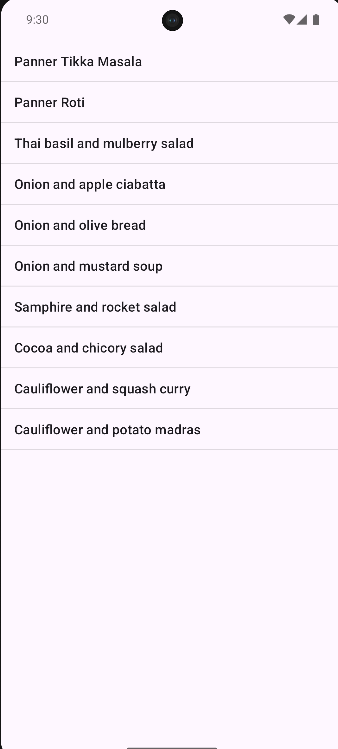 9:30
Panner Tikka Masala
Panner Roti
Thai basil and mulberry salad
Onion and apple ciabatta
Onion and olive bread
Onion and mustard soup
Samphire and rocket salad
Cocoa and chicory salad
Cauliflower and squash curry
Cauliflower and potato madras